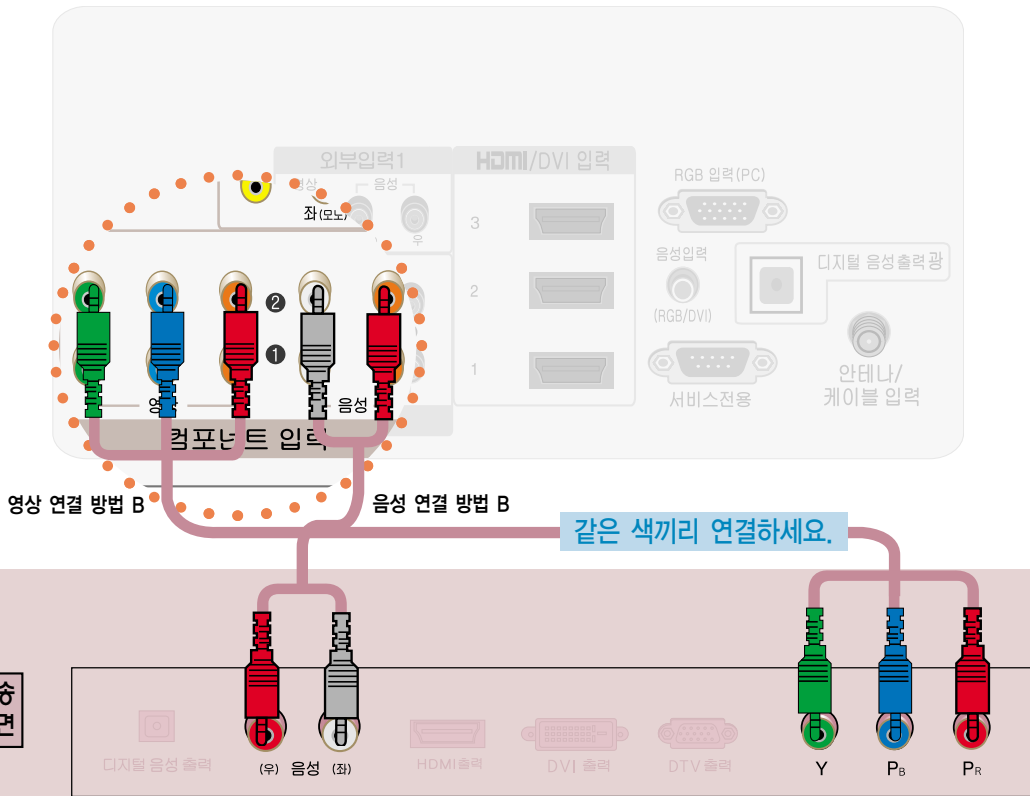 외부입력1
HDMI/DVI 입력
RGB 입력(PC)
음성
좌(모노)
우
3
2
1
음성입력
(RGB/DVI)
디지털 음성출력 광
서비스전용
안테나/
케이블 입력
❷
❶
음성
컴포넌트 입력
영상 연결 방법 B
음성 연결 방법 B
같은 색끼리 연결하세요.
송
면
디지털 음성 출력
(우) 음성 (좌)
HDMI출력
DVI 출력
DTV 출력
Y
PB
PR